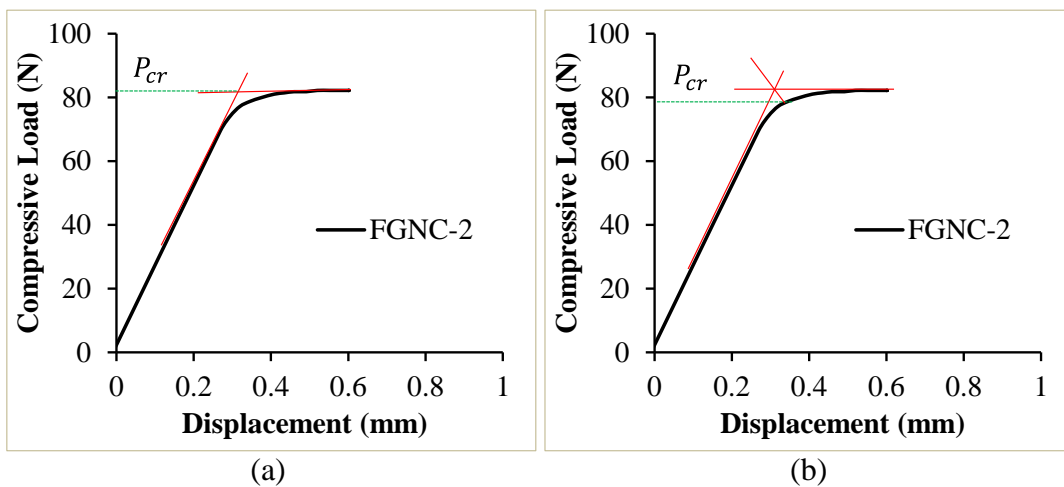 100
80
60
40
20
0
Compressive Load (N)
P_cr
FGNC-2
0 0.2 0.4 0.6 0.8 1
Displacement (mm)
(a)
100
80
60
40
20
0
Compressive Load (N)
P_cr
FGNC-2
0 0.2 0.4 0.6 0.8 1
Displacement (mm)
(b)